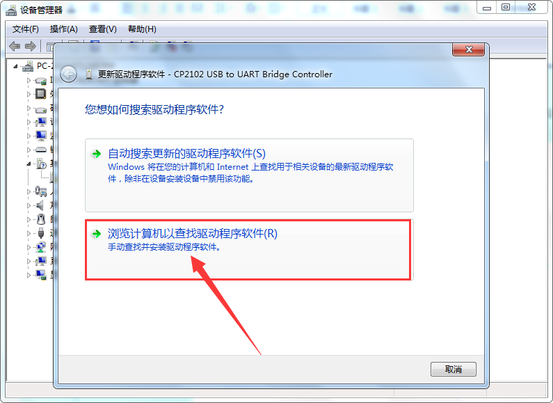 设备管理器
文件(F) 操作(A) 查看(V) 帮助(H)
更新驱动程序软件 - CP2102 USB to UART Bridge Controller
您想如何搜索驱动程序软件?
自动搜索更新的驱动程序软件(S)
Windows 将在您的计算机和 Internet 上查找用于相关设备的最新驱动程序软
件，除非在设备安装设置中禁用该功能。
浏览计算机以查找驱动程序软件(R)
手动查找并安装驱动程序软件。
取消